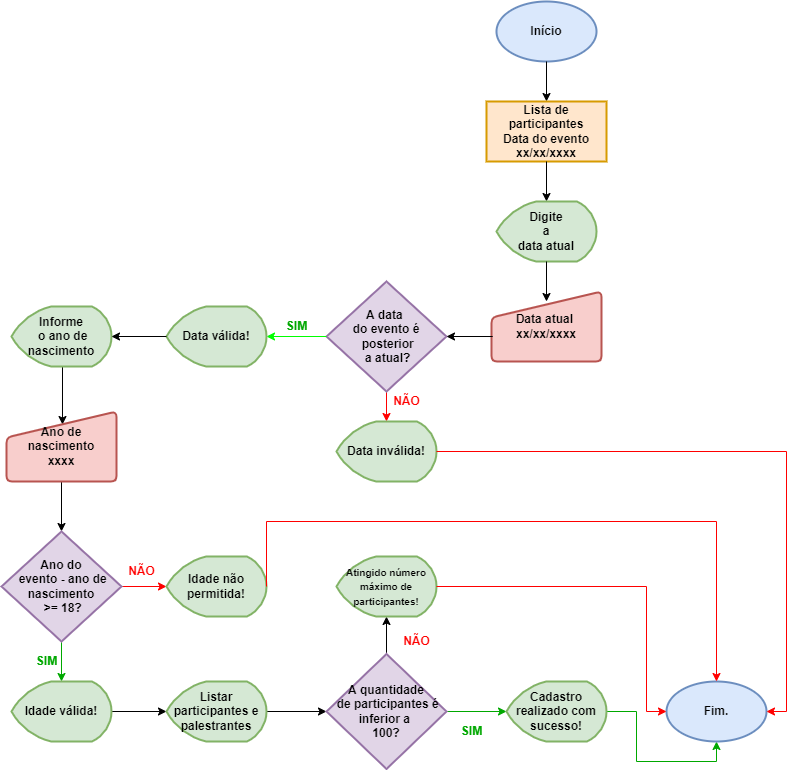 Início
Lista de
participantes
Data do evento
xx/xx/xxxx
Digite
a
data atual
Data atual
xx/xx/xxxx
A data
do evento é
posterior
a atual?
SIM
Data válida!
Informe
o ano de
nascimento
NÃO
Data inválida!
Ano de
nascimento
xxxx
Ano do
evento - ano de
nascimento
>= 18?
NÃO
Idade não
permitida!
SIM
Idade válida!
Listar
participantes e
palestrantes
A quantidade
de participantes é
inferior a
100?
NÃO
Atingido número
máximo de
participantes!
SIM
Cadastro
realizado com
sucesso!
Fim.